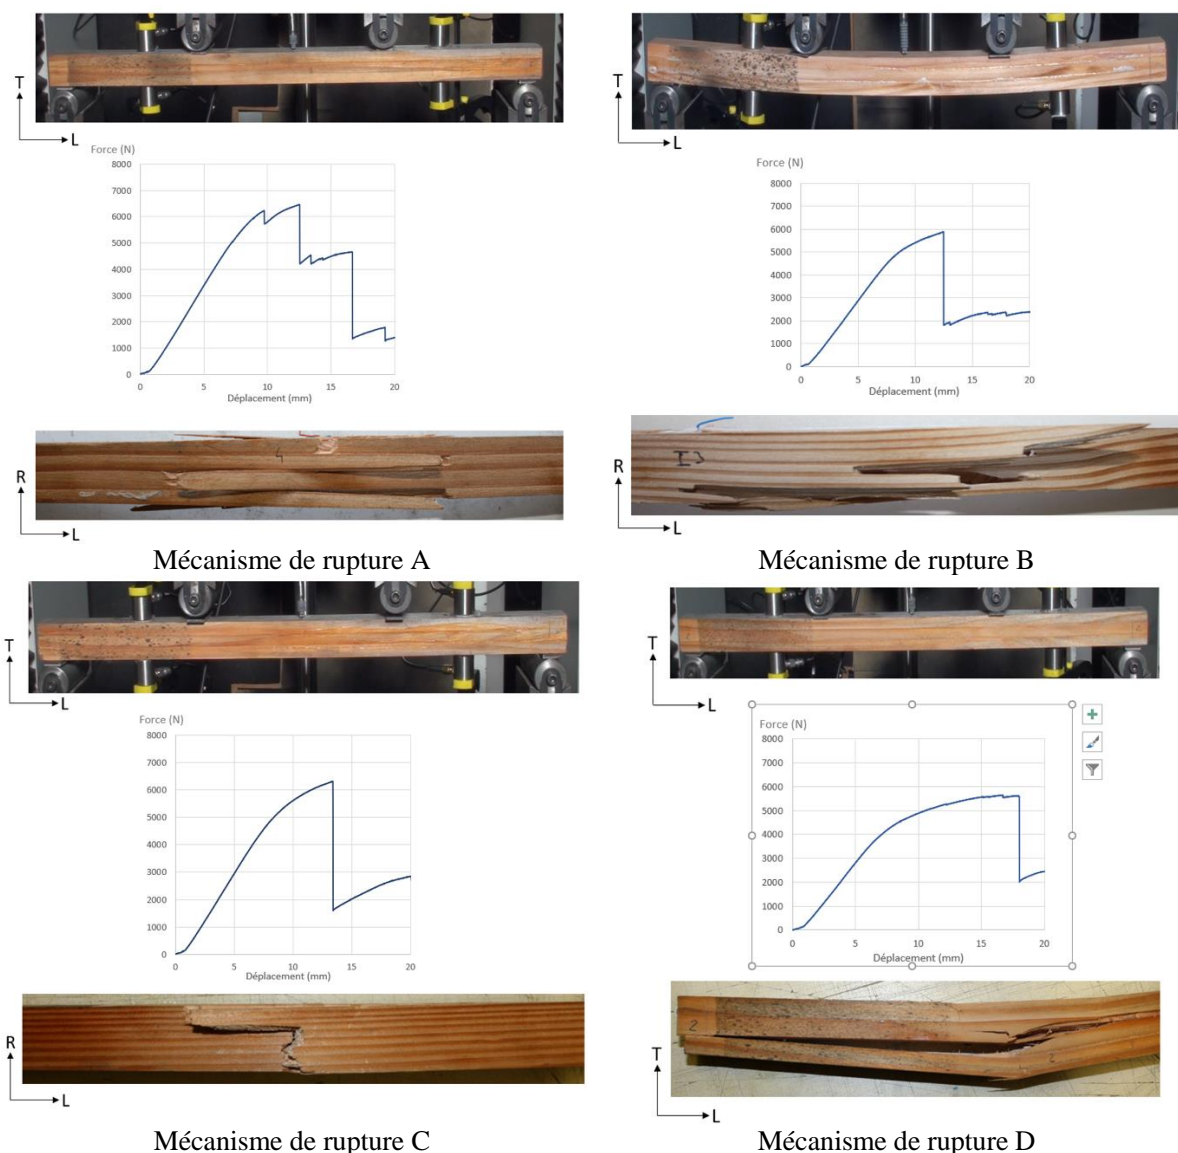 T
L
T
L
Force (N)
8000
7000
6000
5000
4000
3000
2000
1000
0
0 5 10 15 20
Déplacement (mm)
Force (N)
8000
7000
6000
5000
4000
3000
2000
1000
0
0 5 10 15 20
Déplacement (mm)
R
L
4
R
L
I3
Mécanisme de rupture A
Mécanisme de rupture B
T
L
T
L
Force (N)
8000
7000
6000
5000
4000
3000
2000
1000
0
0 5 10 15 20
Déplacement (mm)
Force (N)
8000
7000
6000
5000
4000
3000
2000
1000
0
0 5 10 15 20
Déplacement (mm)
R
L
T
L
2
2
Mécanisme de rupture C
Mécanisme de rupture D